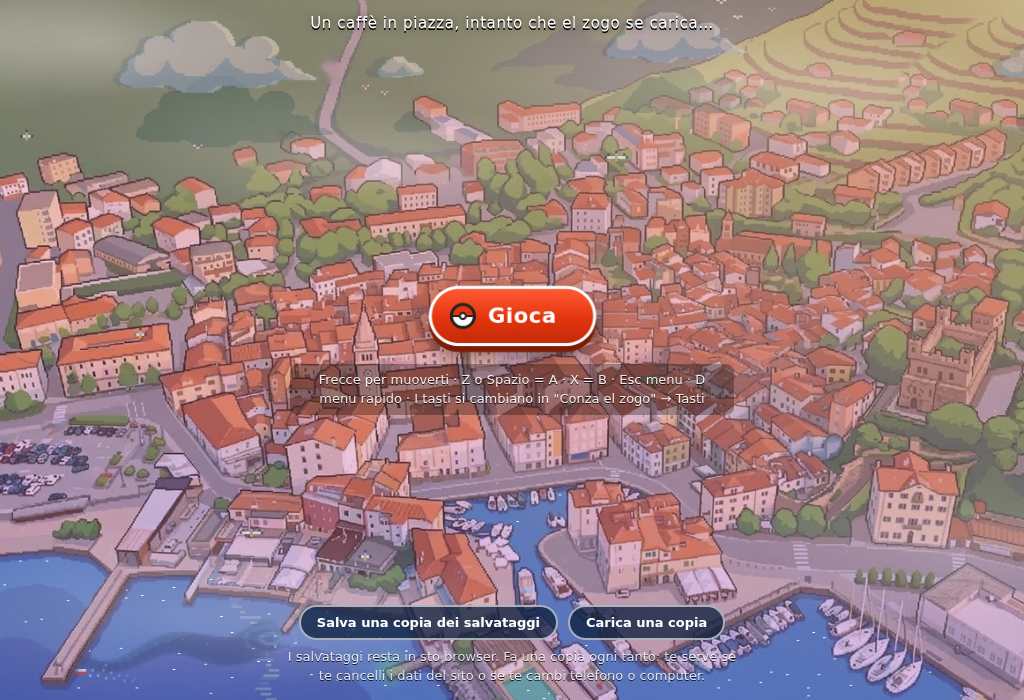 Un caffè in piazza, intanto che el zogo se carica...
Gioca
Frecce per muoverti · Z o Spazio = A · X = B · Esc menu · D
menu rapido · I tasti si cambiano in "Conza el zogo" → Tasti
Salva una copia dei salvataggi
Carica una copia
I salvataggi resta in sto browser. Fa una copia ogni tanto: te serve se
te cancelli i dati del sito o se te cambi telefono o computer.